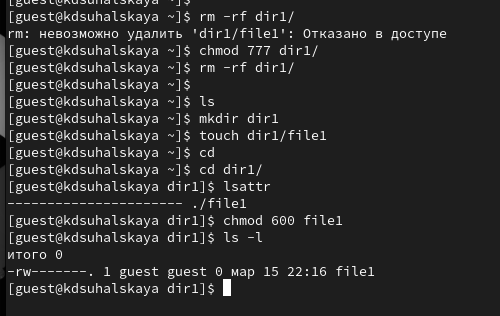 [guest@kdsuhalskaya ~]$ rm -rf dir1/
rm: невозможно удалить 'dir1/file1': Отказано в доступе
[guest@kdsuhalskaya ~]$ chmod 777 dir1/
[guest@kdsuhalskaya ~]$ rm -rf dir1/
[guest@kdsuhalskaya ~]$
[guest@kdsuhalskaya ~]$ ls
[guest@kdsuhalskaya ~]$ mkdir dir1
[guest@kdsuhalskaya ~]$ touch dir1/file1
[guest@kdsuhalskaya ~]$ cd
[guest@kdsuhalskaya ~]$ cd dir1/
[guest@kdsuhalskaya dir1]$ lsattr
---------------------- ./file1
[guest@kdsuhalskaya dir1]$ chmod 600 file1
[guest@kdsuhalskaya dir1]$ ls -l
итого 0
-rw-------. 1 guest guest 0 мар 15 22:16 file1
[guest@kdsuhalskaya dir1]$